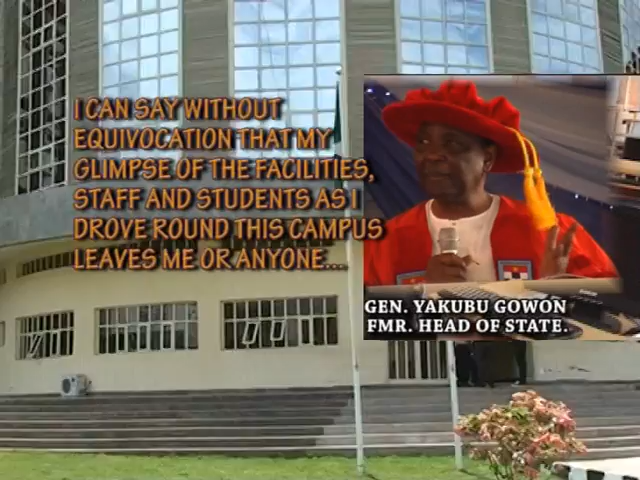 I CAN SAY WITHOUT
EQUIVOCATION THAT MY
GLIMPSE OF THE FACILITIES,
STAFF AND STUDENTS AS I
DROVE ROUND THIS CAMPUS
LEAVES ME OR ANYONE...
GEN. YAKUBU GOWON
FMR. HEAD OF STATE.